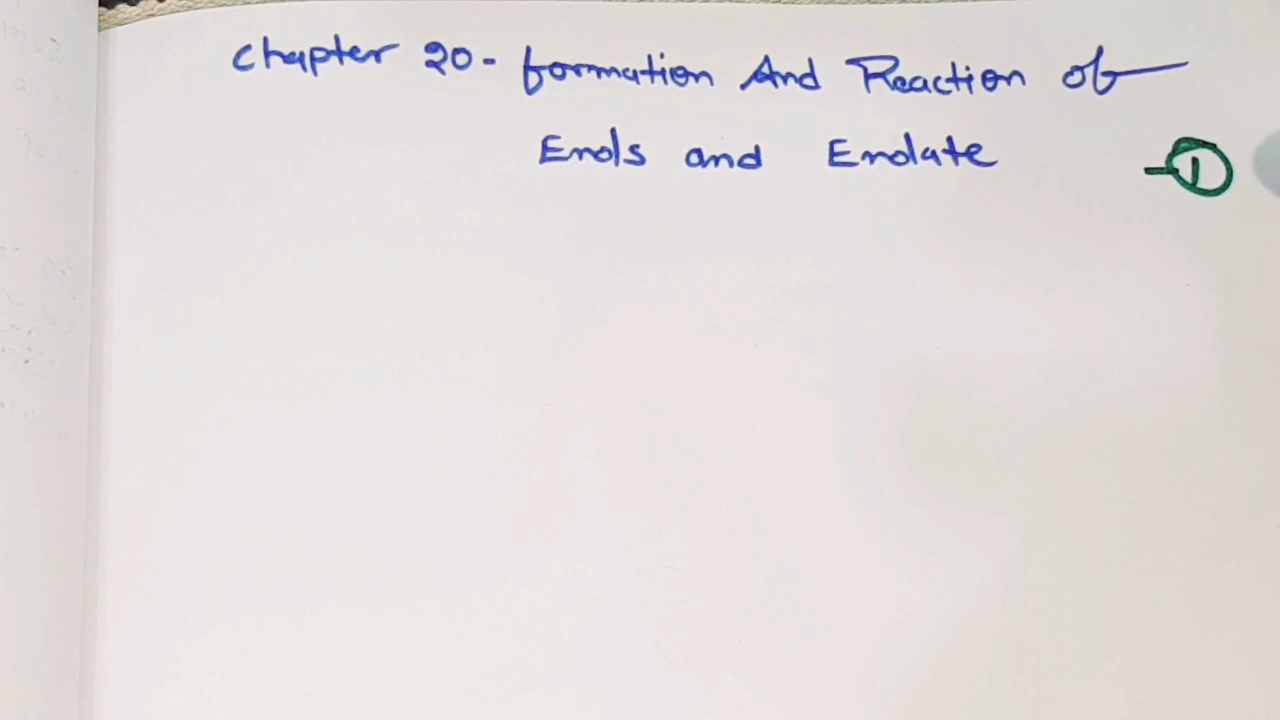 Chapter 20- formation And Reaction of
Enols and Enolate
-1